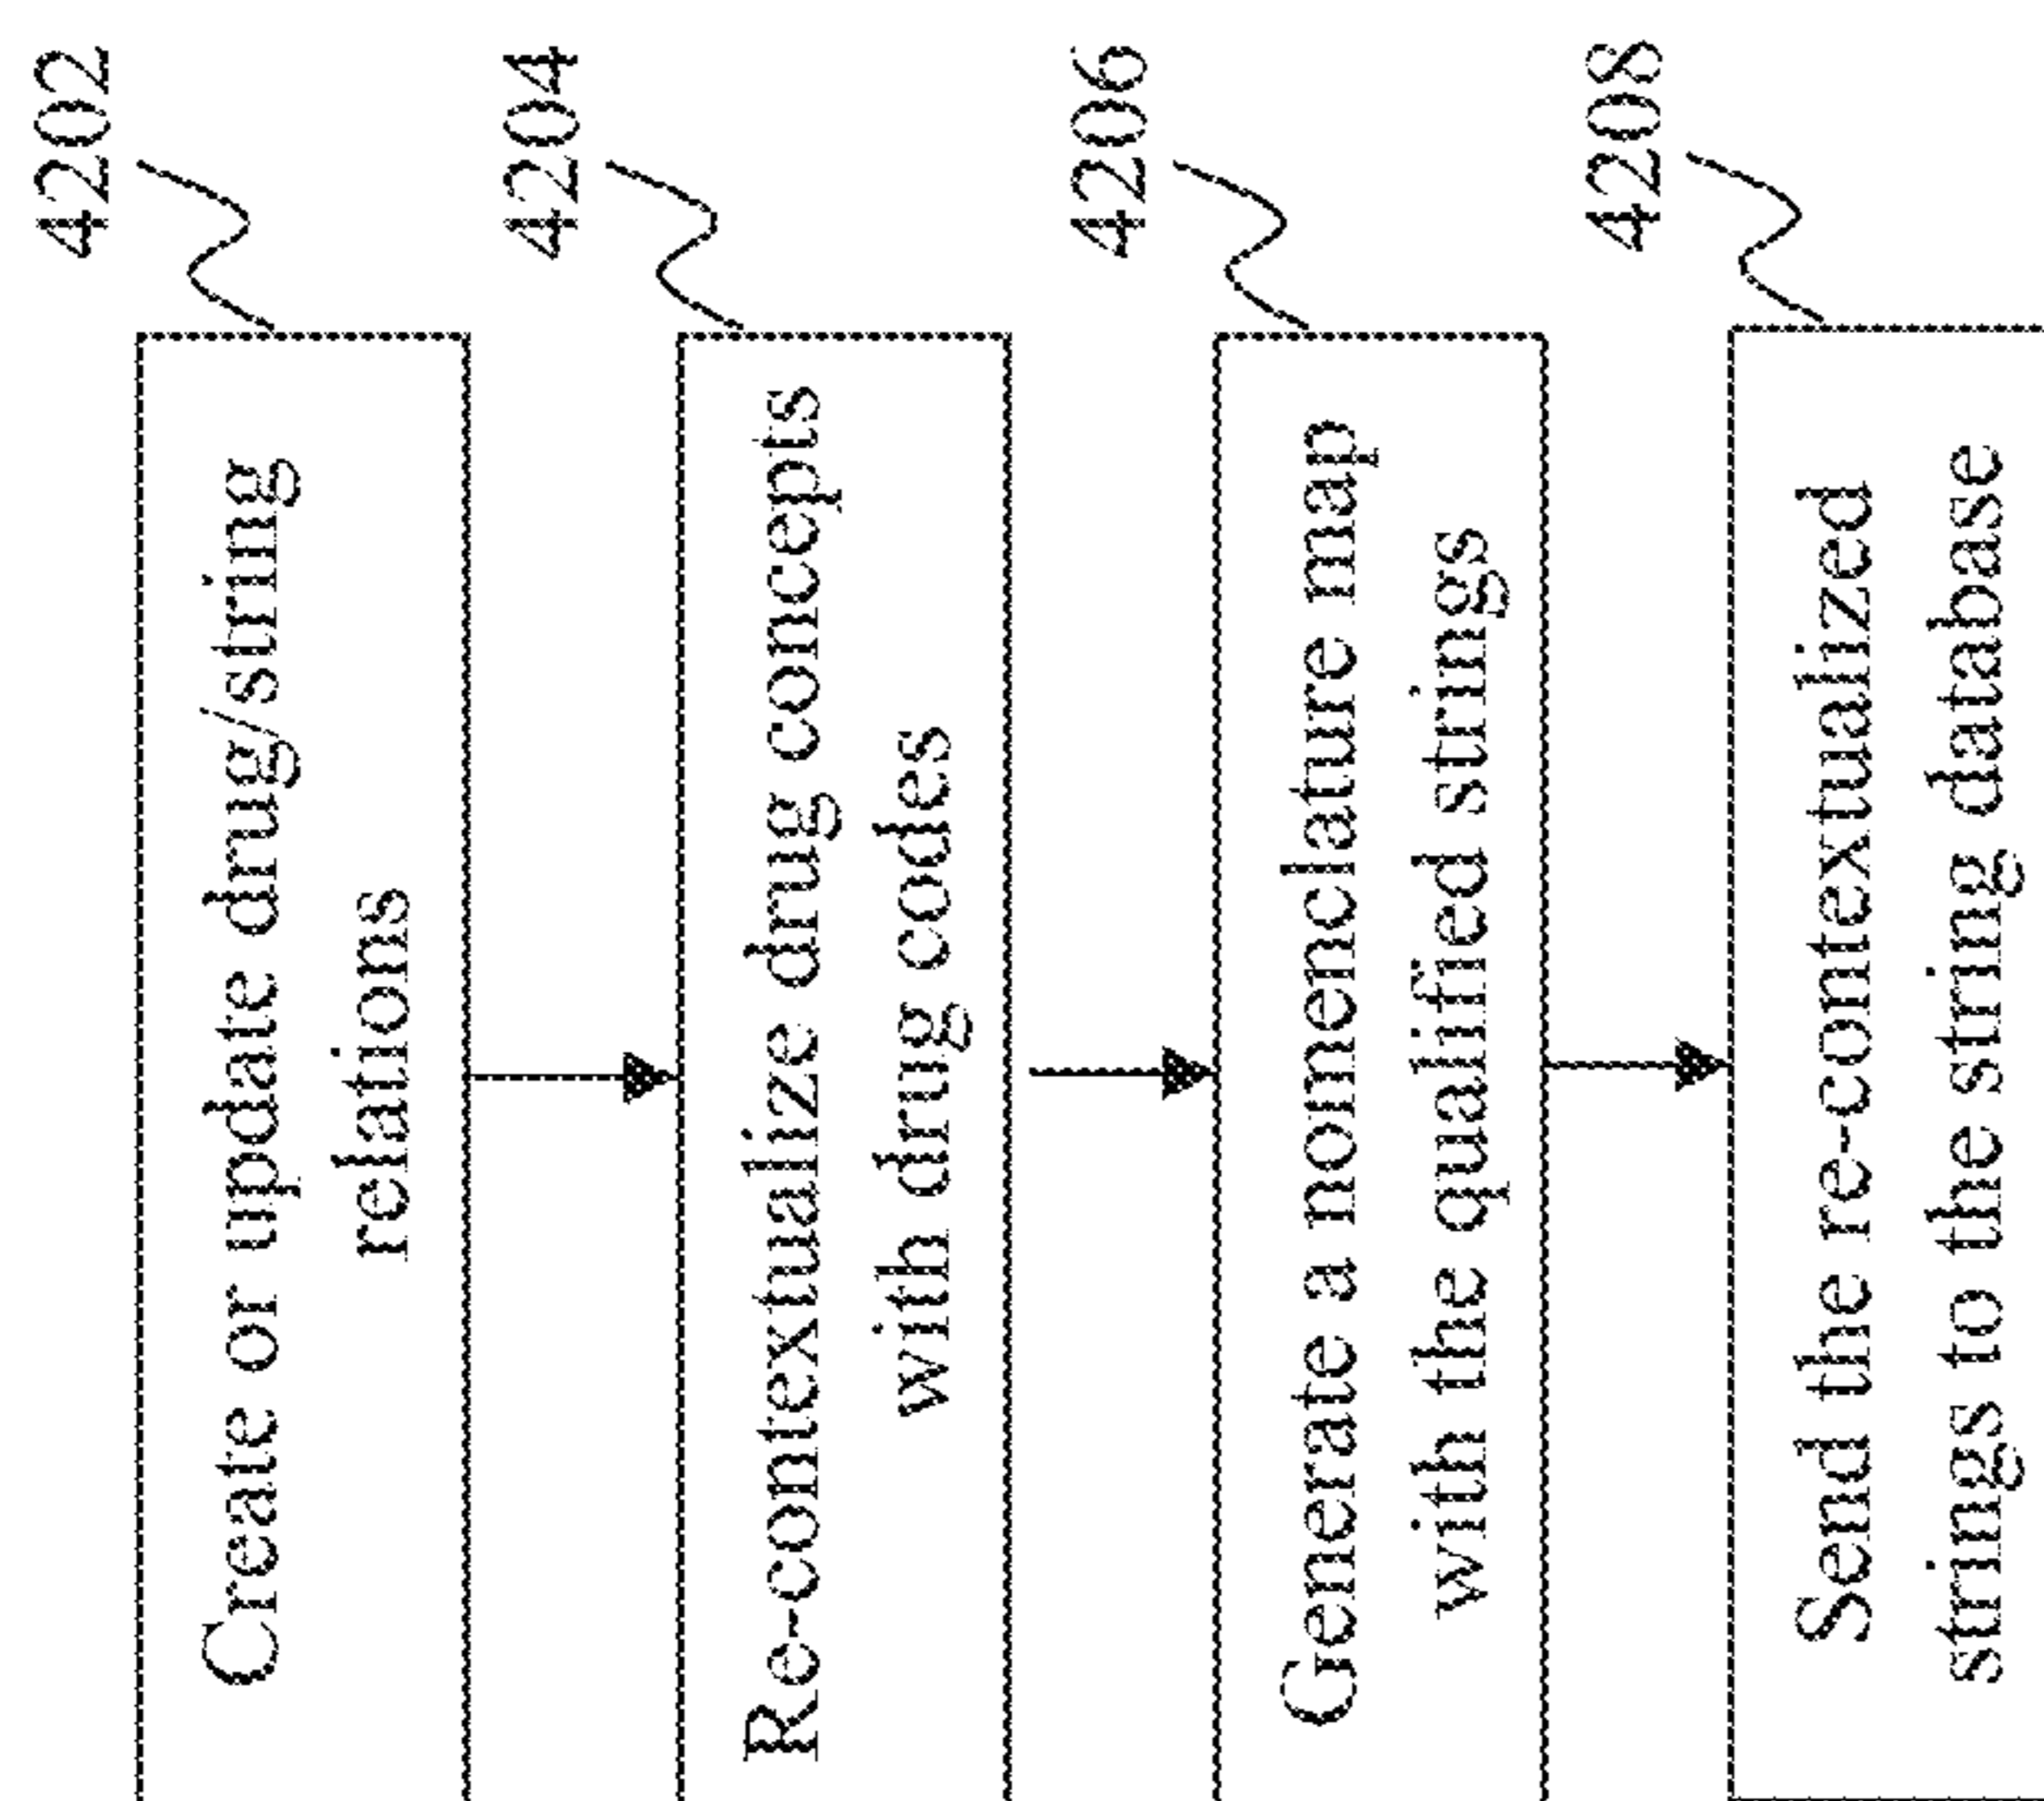 4202
Create or update drug/string
relations
4204
Re-contextualize drug concepts
with drug codes
4206
Generate a nomenclature map
with the qualified strings
4208
Send the re-contextualized
strings to the string database